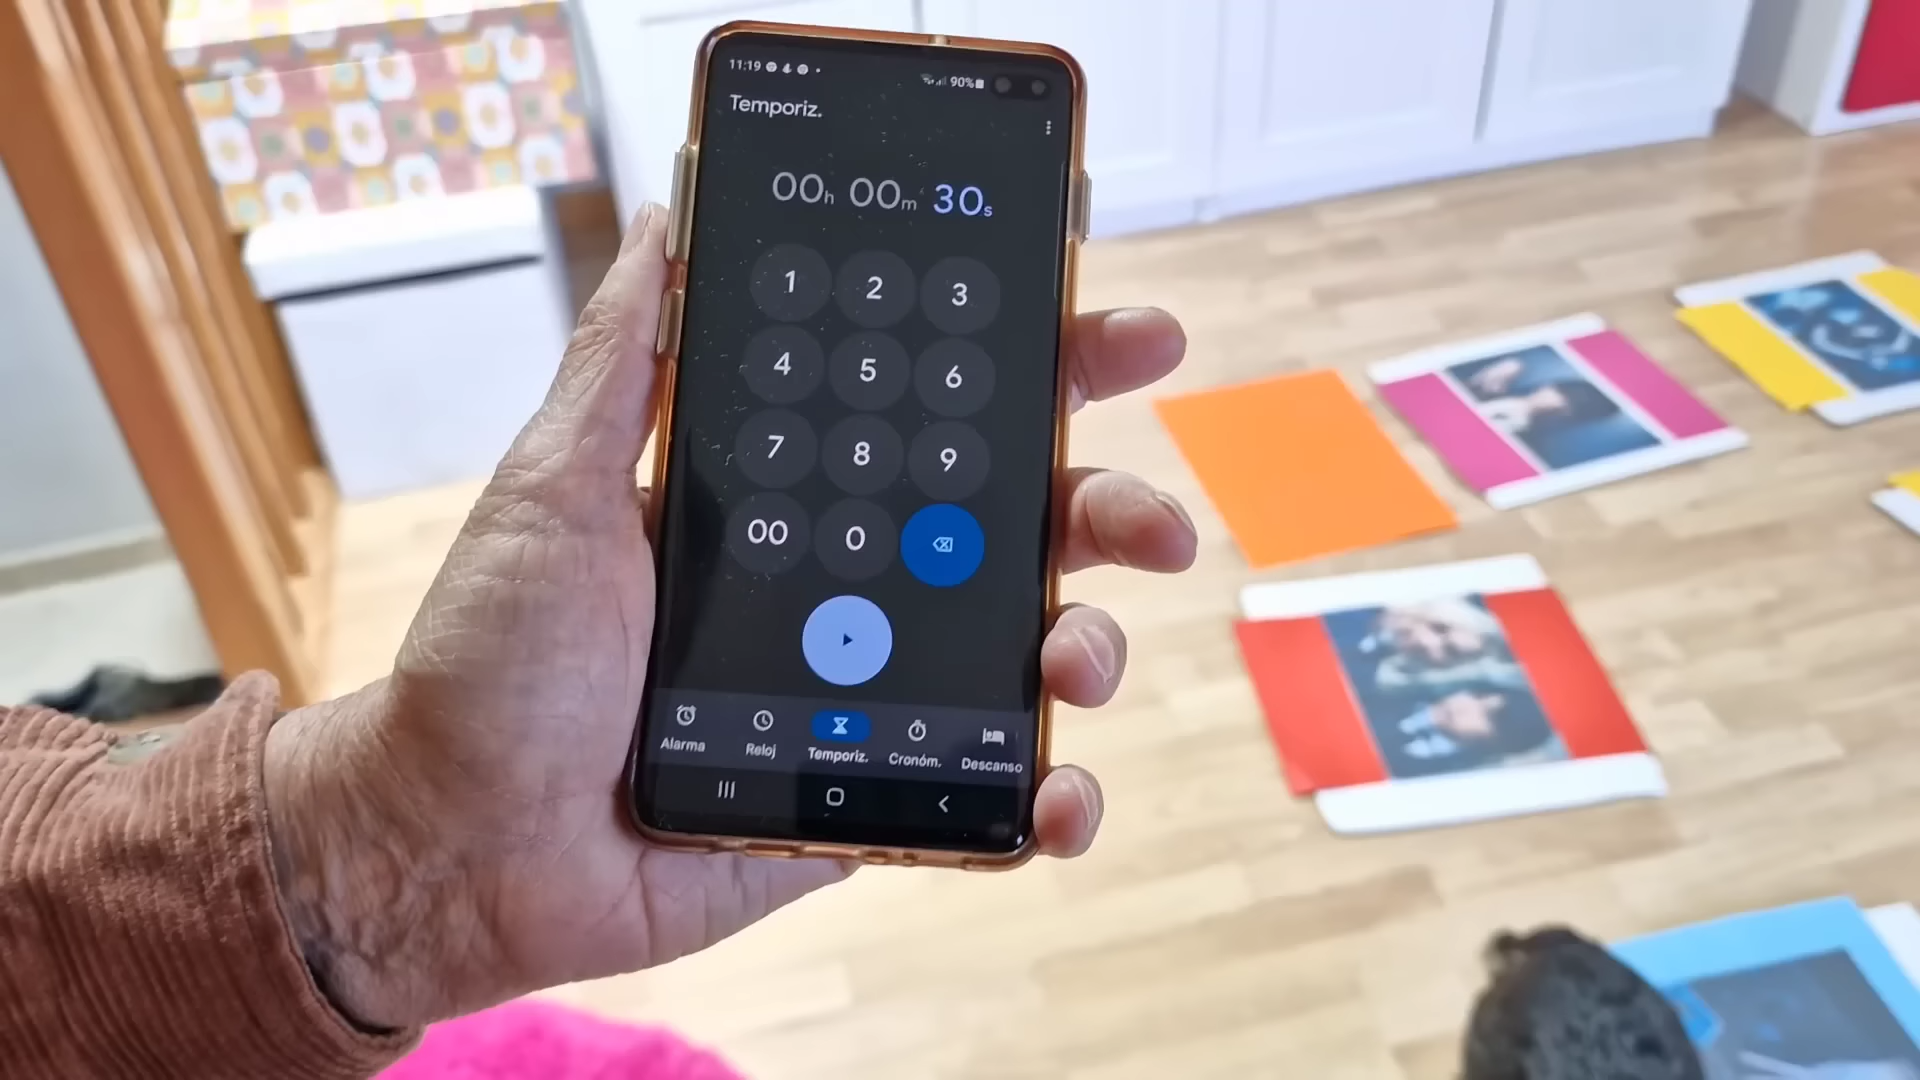 11:19 90%
Temporiz.
00h 00m 30s
1 2 3
4 5 6
7 8 9
00 0
Alarma Reloj Temporiz. Cronóm. Descanso